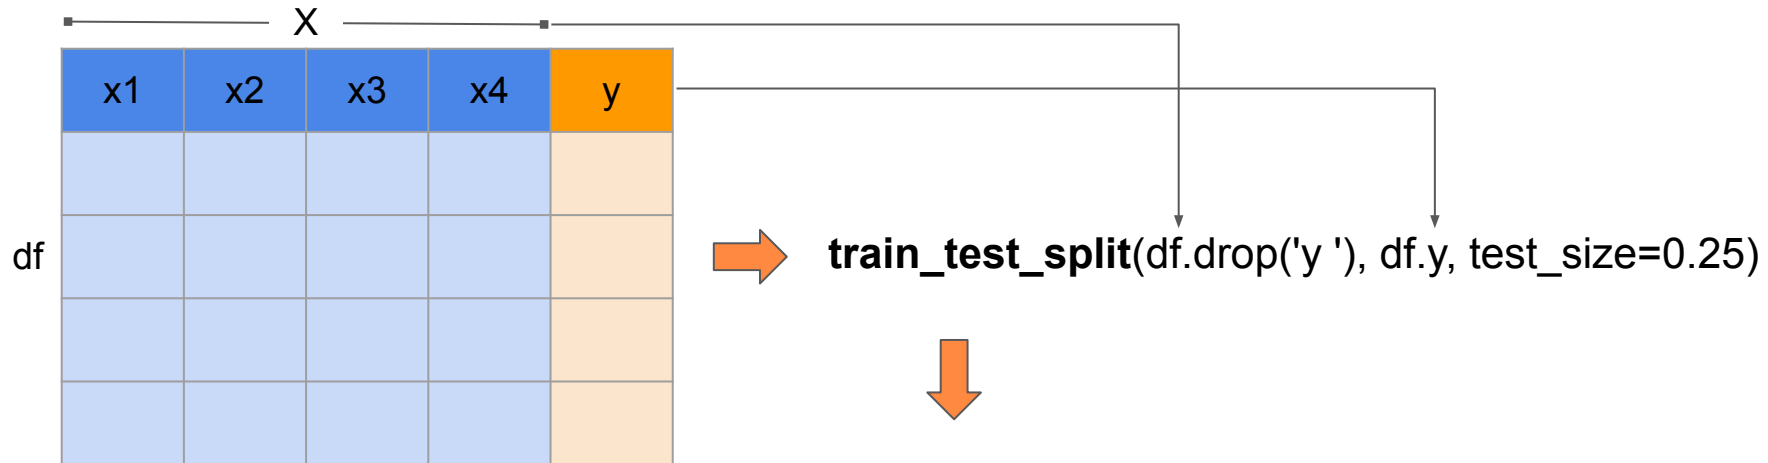 X
x1 x2 x3 x4 y
df
train_test_split(df.drop('y '), df.y, test_size=0.25)